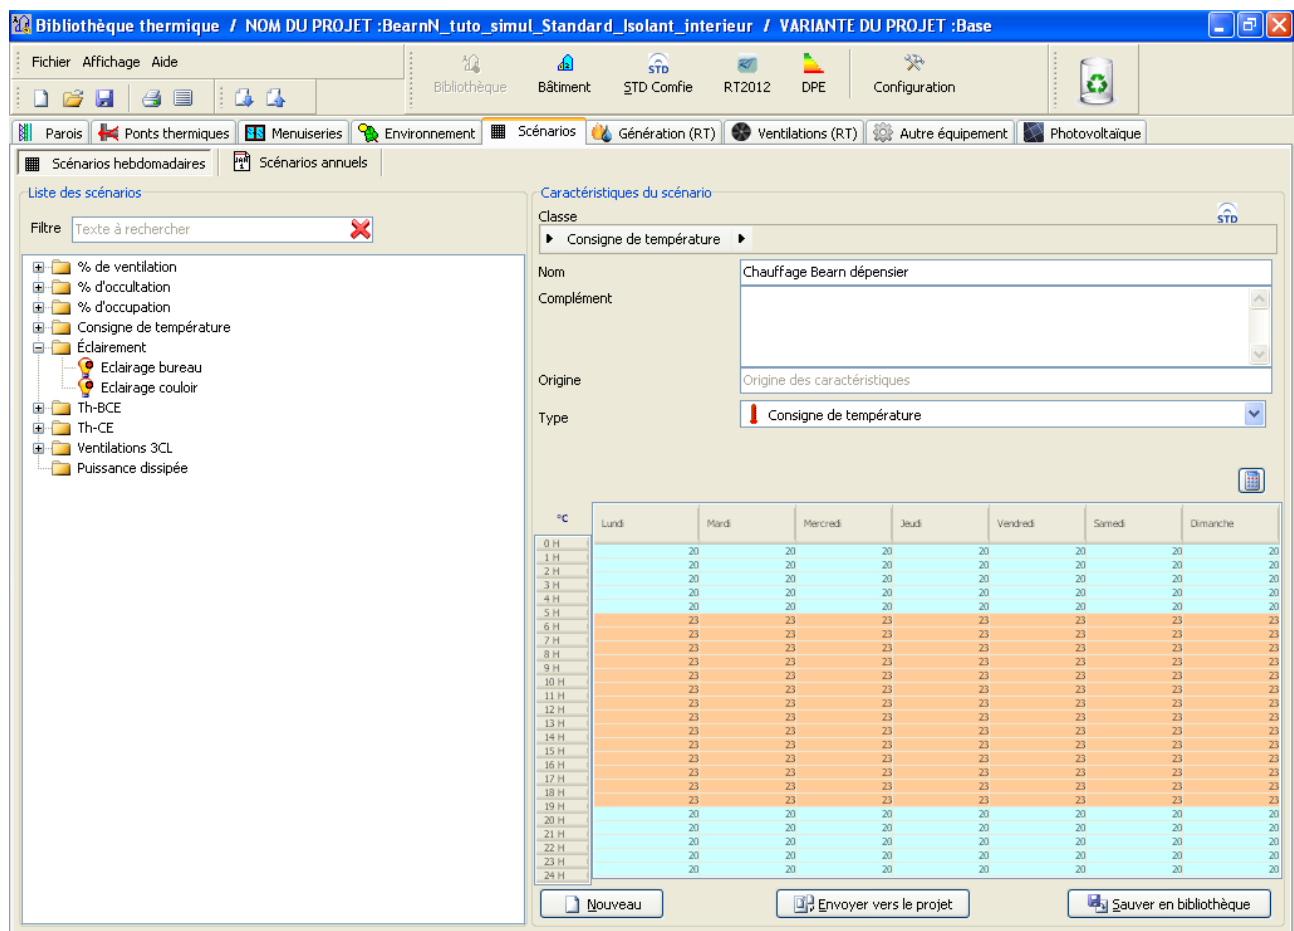 Bibliothèque thermique / NOM DU PROJET :BearnN_tuto_simul_Standard_Isolant_interieur / VARIANTE DU PROJET :Base
Fichier Affichage Aide
Bibliothèque Bâtiment STD Comfie RT2012 DPE Configuration
Parois Ponts thermiques Menuiseries Environnement Scénarios Génération (RT) Ventilations (RT) Autre équipement Photovoltaïque
Scénarios hebdomadaires Scénarios annuels
Liste des scénarios
Filtre Texte à rechercher
% de ventilation
% d'occultation
% d'occupation
Consigne de température
Éclairement
Eclairage bureau
Eclairage couloir
Th-BCE
Th-CE
Ventilations 3CL
Puissance dissipée
Caractéristiques du scénario
Classe
STD
Consigne de température
Nom Chauffage Bearn dépensier
Complément
Origine Origine des caractéristiques
Type Consigne de température
°C Lundi Mardi Mercredi Jeudi Vendredi Samedi Dimanche
0 H
20 20 20 20 20 20 20
1 H
20 20 20 20 20 20 20
2 H
20 20 20 20 20 20 20
3 H
20 20 20 20 20 20 20
4 H
20 20 20 20 20 20 20
5 H
23 23 23 23 23 23 23
6 H
23 23 23 23 23 23 23
7 H
23 23 23 23 23 23 23
8 H
23 23 23 23 23 23 23
9 H
23 23 23 23 23 23 23
10 H
23 23 23 23 23 23 23
11 H
23 23 23 23 23 23 23
12 H
23 23 23 23 23 23 23
13 H
23 23 23 23 23 23 23
14 H
23 23 23 23 23 23 23
15 H
23 23 23 23 23 23 23
16 H
23 23 23 23 23 23 23
17 H
23 23 23 23 23 23 23
18 H
23 23 23 23 23 23 23
19 H
20 20 20 20 20 20 20
20 H
20 20 20 20 20 20 20
21 H
20 20 20 20 20 20 20
22 H
20 20 20 20 20 20 20
23 H
20 20 20 20 20 20 20
24 H
Nouveau Envoyer vers le projet Sauver en bibliothèque